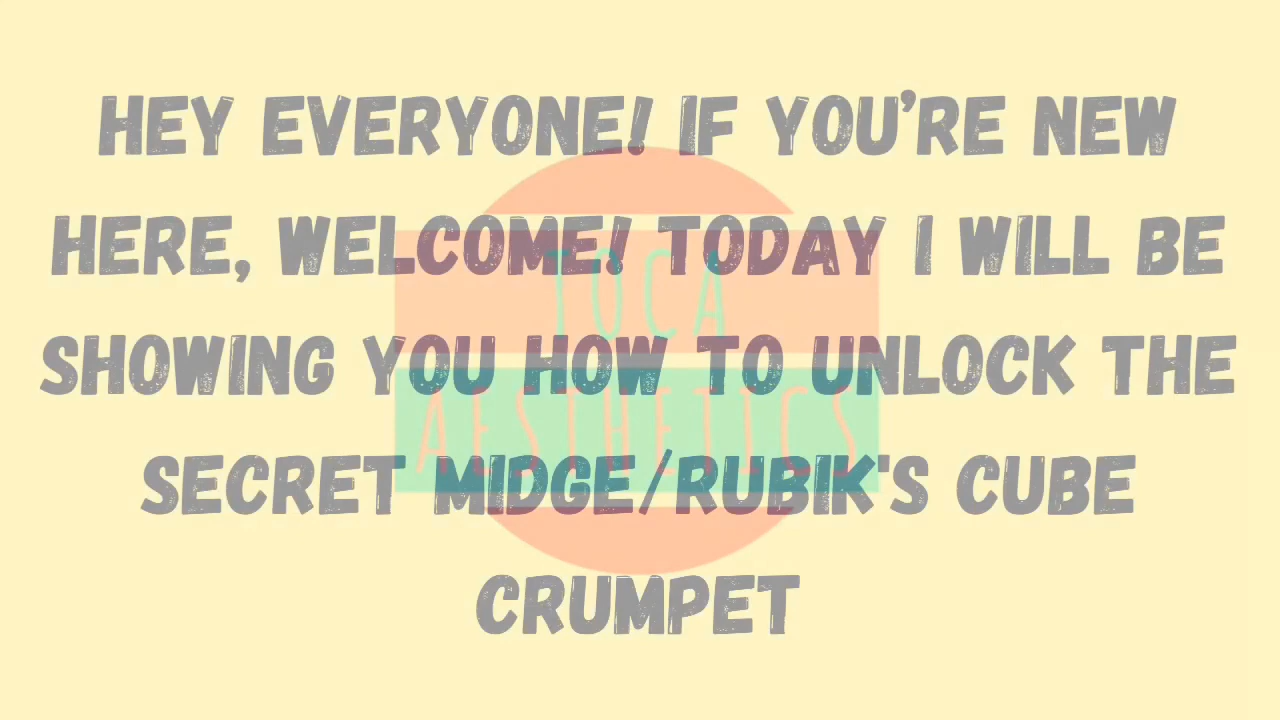 HEY EVERYONE! IF YOU’RE NEW
HERE, WELCOME! TODAY I WILL BE
SHOWING YOU HOW TO UNLOCK THE
SECRET MIDGE/RUBIK'S CUBE
CRUMPET
TOCA
AESTHETICS